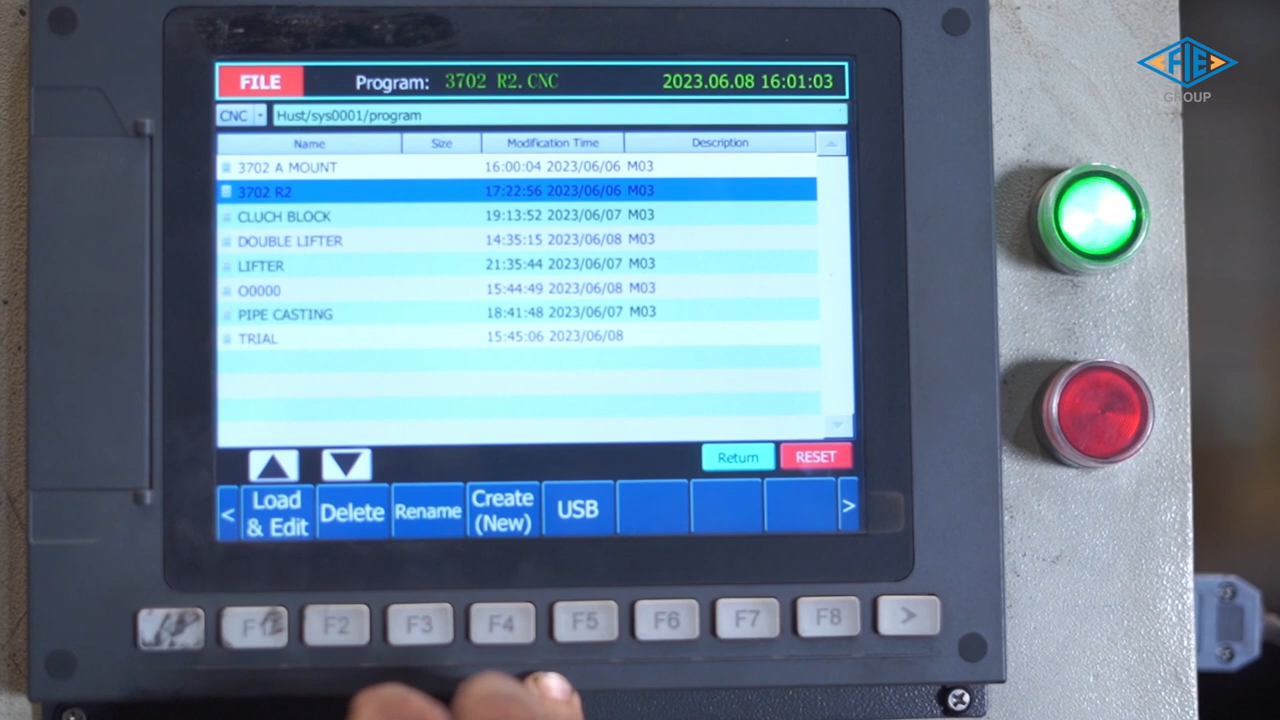 FILE Program: 3702 R2.CNC 2023.06.08 16:01:03
CNC Hust/sys0001/program
Name Size Modification Time Description
3702 A MOUNT 16:00:04 2023/06/06 M03
3702 R2 17:22:56 2023/06/06 M03
CLUCH BLOCK 19:13:52 2023/06/07 M03
DOUBLE LIFTER 14:35:15 2023/06/08 M03
LIFTER 21:35:44 2023/06/07 M03
O0000 15:44:49 2023/06/08 M03
PIPE CASTING 18:41:48 2023/06/07 M03
TRIAL 15:45:06 2023/06/08
Return RESET
< Load & Edit Delete Rename Create (New) USB >
F1 F2 F3 F4 F5 F6 F7 F8 >
FIE
GROUP